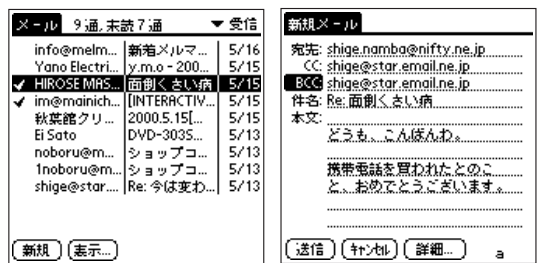 メール 9通,未読7通 ▼ 受信
info@melm... 新着メルマ... 5/16
Yano Electri... y.m.o - 200... 5/15
✔ HIROSE MAS... 面倒くさい病 5/15
✔ im@mainich... [INTERACTIV... 5/15
秋葉館クリ... 2000.5.15[... 5/15
Ei Sato DVD-303S... 5/13
noboru@m... ショップコ... 5/13
1noboru@m... ショップコ... 5/13
shige@star.... Re: 今は変わ... 5/13
新規 表示...
新規メール
宛先: shige.namba@nifty.ne.jp
CC: shige@star.email.ne.jp
BCC: shige@star.email.ne.jp
件名: Re: 面倒くさい病
本文:
どうも、こんばんわ。
携帯電話を買われたとのこ
と、おめでとうございます。
送信 キャンセル 詳細... a